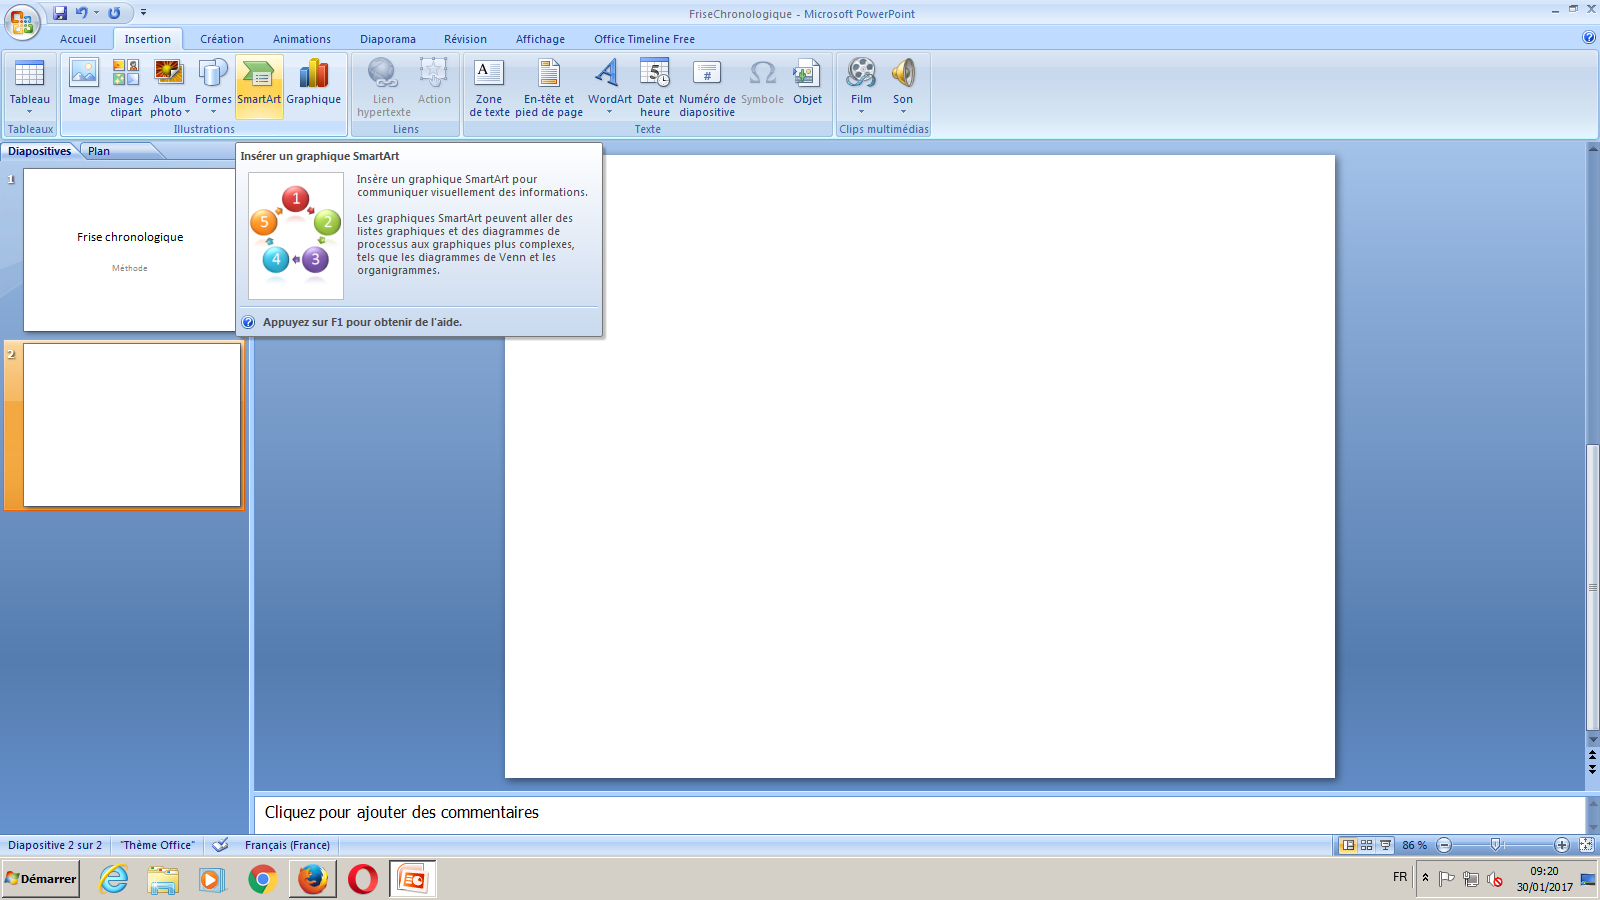 FriseChronologique - Microsoft PowerPoint
Accueil Insertion Création Animations Diaporama Révision Affichage Office Timeline Free
Tableau Image Images clipart Album photo Formes SmartArt Graphique Lien hypertexte Action Zone de texte En-tête et pied de page WordArt Date et heure Numéro de diapositive Symbole Objet Film Son
Tableaux Illustrations Liens Texte Clips multimédias
Diapositives Plan
1
Frise chronologique
Méthode
2
Insérer un graphique SmartArt
1
5 2
4 3
Insère un graphique SmartArt pour
communiquer visuellement des informations.
Les graphiques SmartArt peuvent aller des
listes graphiques et des diagrammes de
processus aux graphiques plus complexes,
tels que les diagrammes de Venn et les
organigrammes.
Appuyez sur F1 pour obtenir de l'aide.
Cliquez pour ajouter des commentaires
Diapositive 2 sur 2 "Thème Office" Français (France) 86 %
Démarrer FR 09:20
30/01/2017